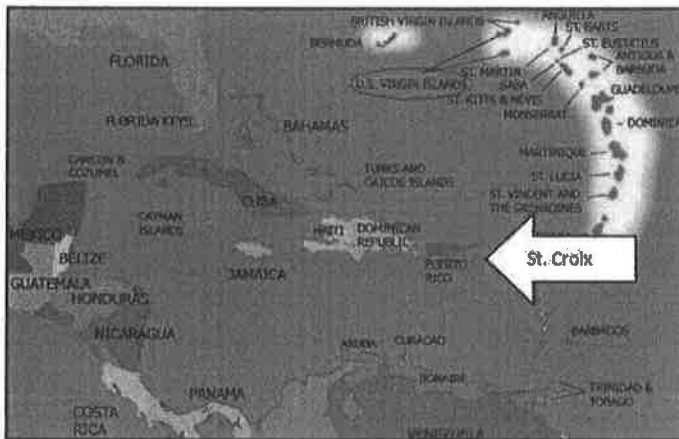 BRITISH VIRGIN ISLANDS
ANGUILLA
ST. BARTS
BERMUDA
ST. EUSTATIUS
ANTIGUA &
BARBUDA
FLORIDA
ST. MARTIN
SABA
U.S. VIRGIN ISLANDS
ST. KITTS & NEVIS
GUADELOUPE
MONSERRAT
DOMINICA
FLORIDA KEYS
BAHAMAS
MARTINIQUE
CANCUN &
COZUMEL
TURKS AND
CAICOS ISLANDS
ST. LUCIA
CUBA
ST. VINCENT AND
THE GRENADINES
CAYMAN
ISLANDS
MEXICO
HAITI
DOMINICAN
REPUBLIC
BELIZE
JAMAICA
PUERTO
RICO
St. Croix
GUATEMALA
HONDURAS
NICARAGUA
ARUBA
CURACAO
BARBADOS
BONAIRE
PANAMA
TRINIDAD &
TOBAGO
COSTA
RICA
VENEZUELA